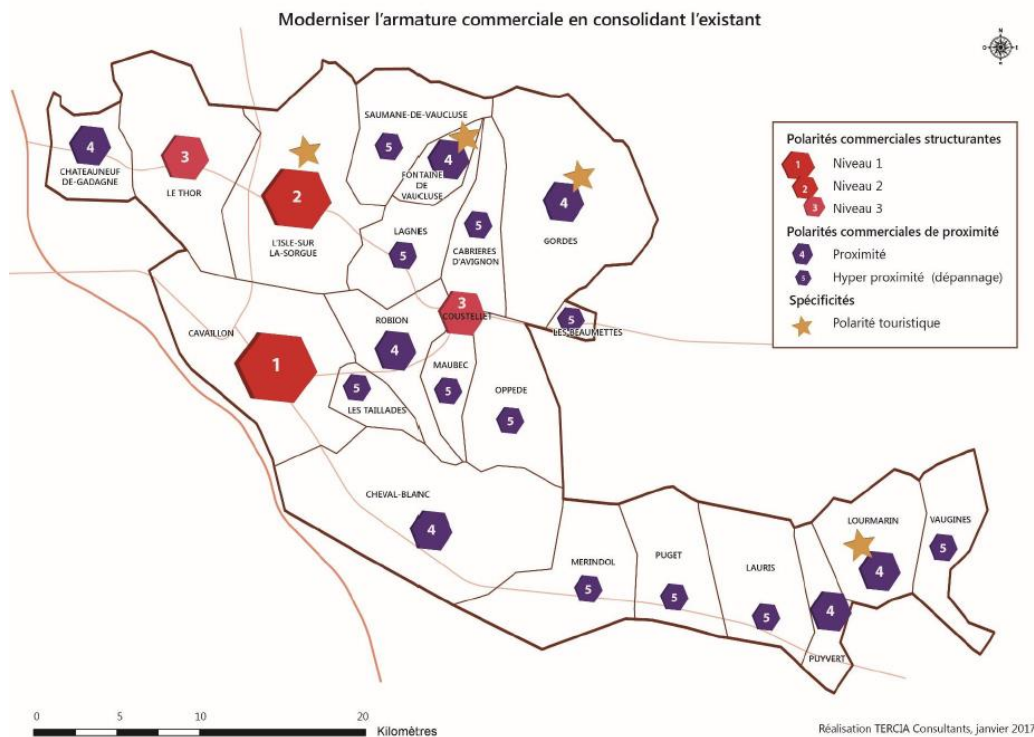 Moderniser l'armature commerciale en consolidant l'existant
N
O
E
S
Polarités commerciales structurantes
1 Niveau 1
2 Niveau 2
3 Niveau 3
Polarités commerciales de proximité
4 Proximité
5 Hyper proximité (dépannage)
Spécificités
Polarité touristique
4
CHATEAUNEUF
DE-GADAGNE
3
LE THOR
2
L'ISLE-SUR
LA-SORGUE
SAUMANE-DE-VAUCLUSE
5
4
FONTAINE
DE
VAUCLUSE
LAGNES
5
5
CABRIERES
D'AVIGNON
4
GORDES
5
LES BEAUMETTES
CAVAILLON
1
ROBION
4
3
COUSTELLET
MAUBEC
5
5
LES TAILLADES
OPPEDE
5
CHEVAL-BLANC
4
MERINDOL
5
PUGET
5
LAURIS
5
4
PUYVERT
LOURMARIN
4
VAUGINES
5
0 5 10 20
Kilomètres
Réalisation TERCIA Consultants, janvier 2017